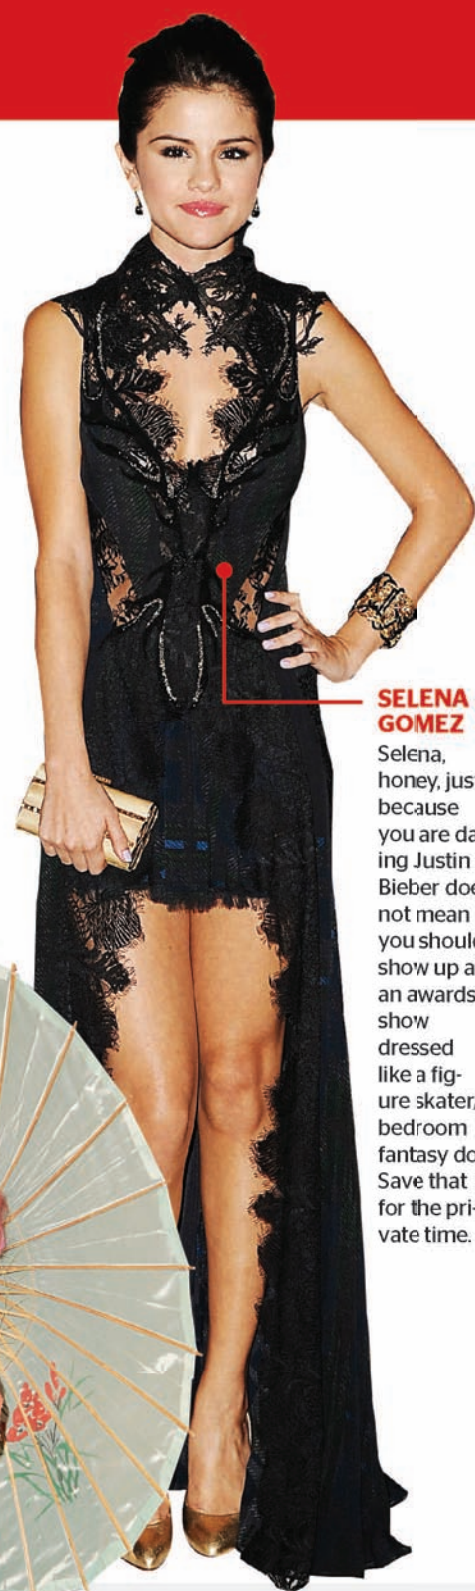 SELENA
GOMEZ
Selena,
honey, jus
because
you are da
ing Justin
Bieber doe
not mean
you should
show up a
an awards
show
dressed
like a fig-
ure skater,
bedroom
fantasy do
Save that
for the pri-
vate time.